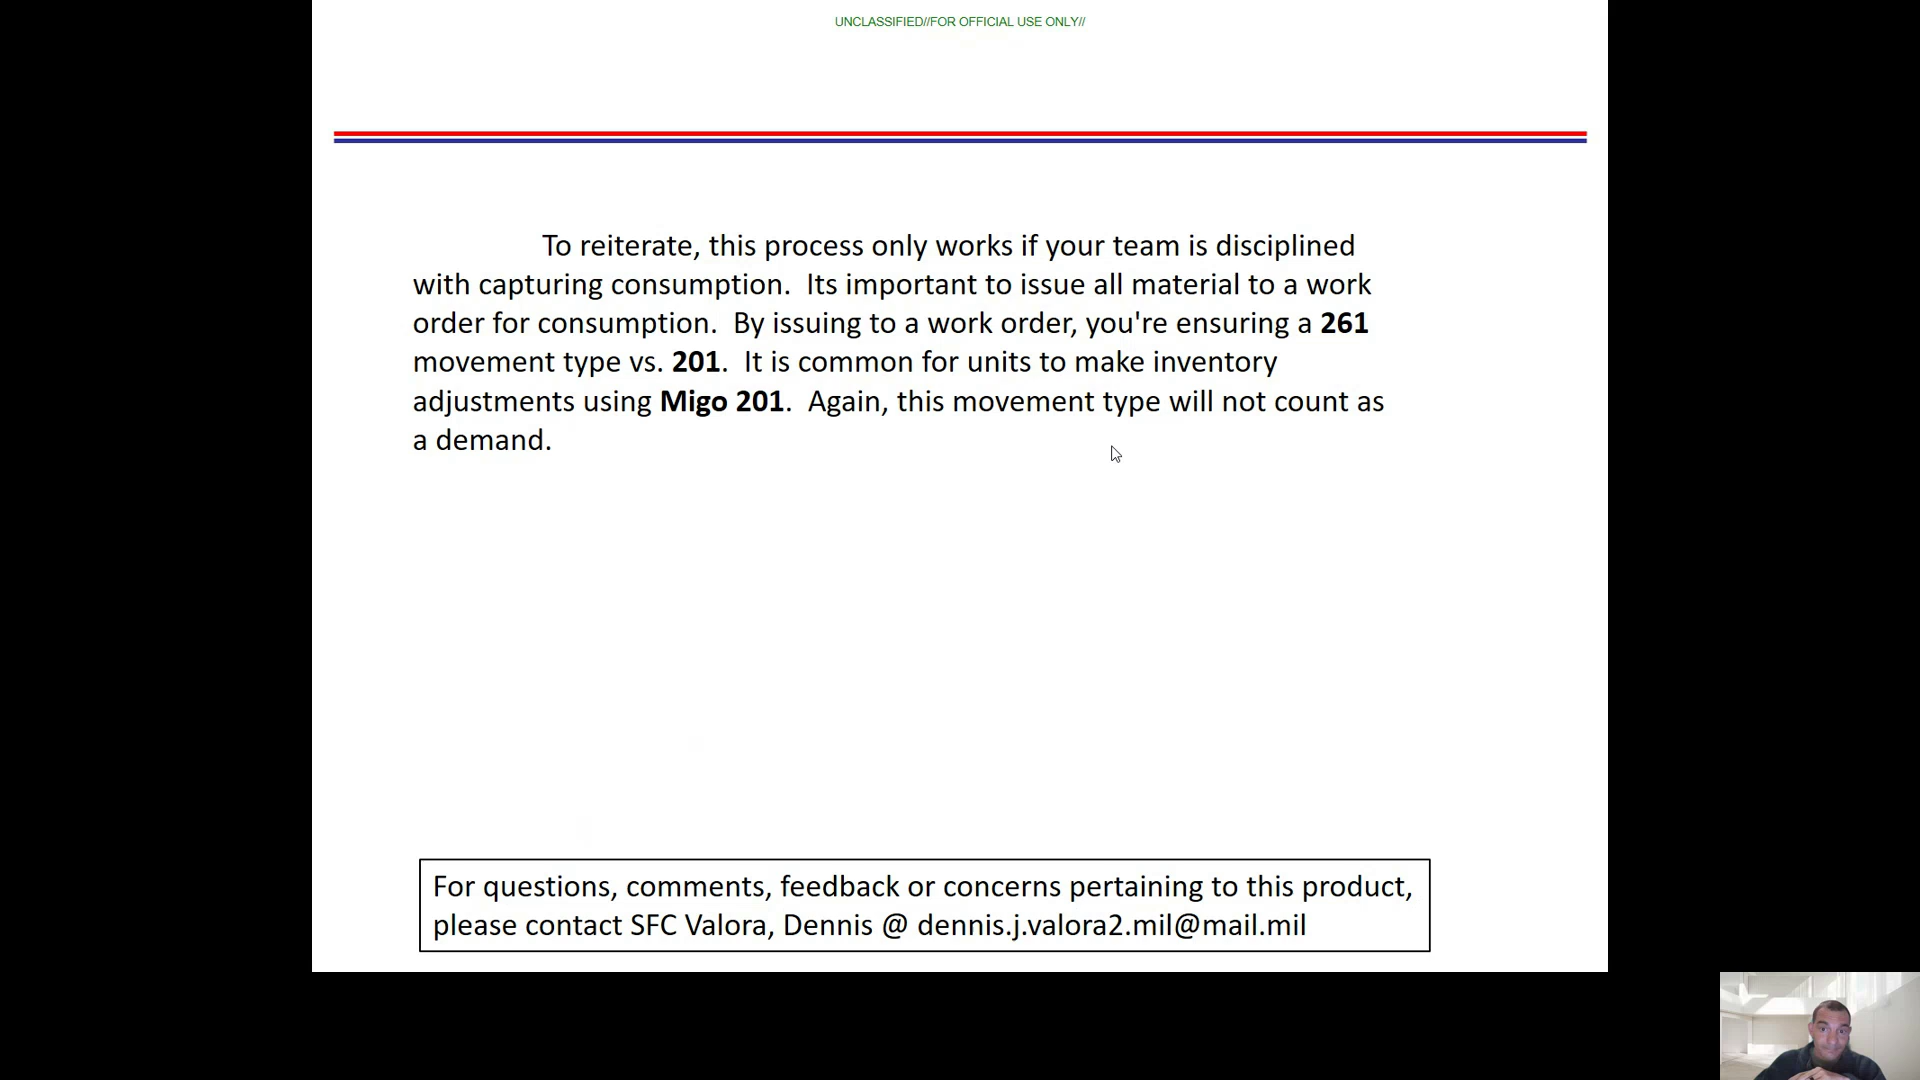 UNCLASSIFIED//FOR OFFICIAL USE ONLY//
To reiterate, this process only works if your team is disciplined
with capturing consumption.  Its important to issue all material to a work
order for consumption.  By issuing to a work order, you're ensuring a 261
movement type vs. 201.  It is common for units to make inventory
adjustments using Migo 201.  Again, this movement type will not count as
a demand.
For questions, comments, feedback or concerns pertaining to this product,
please contact SFC Valora, Dennis @ dennis.j.valora2.mil@mail.mil